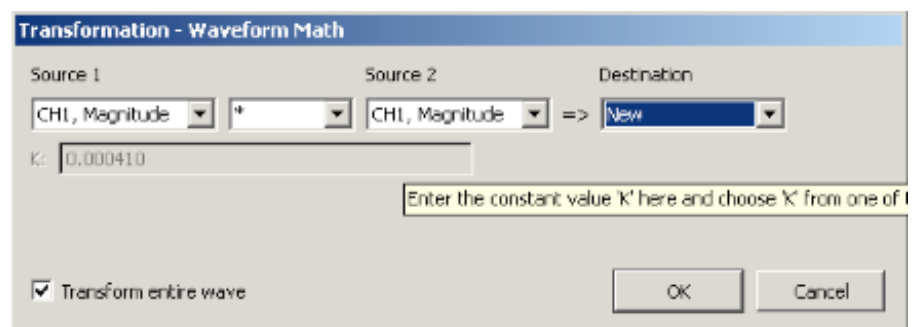 Transformation - Waveform Math
Source 1 Source 2 Destination
CH1, Magnitude * CH1, Magnitude => New
K: 0.000410
Enter the constant value 'K' here and choose 'K' from one of
Transform entire wave OK Cancel